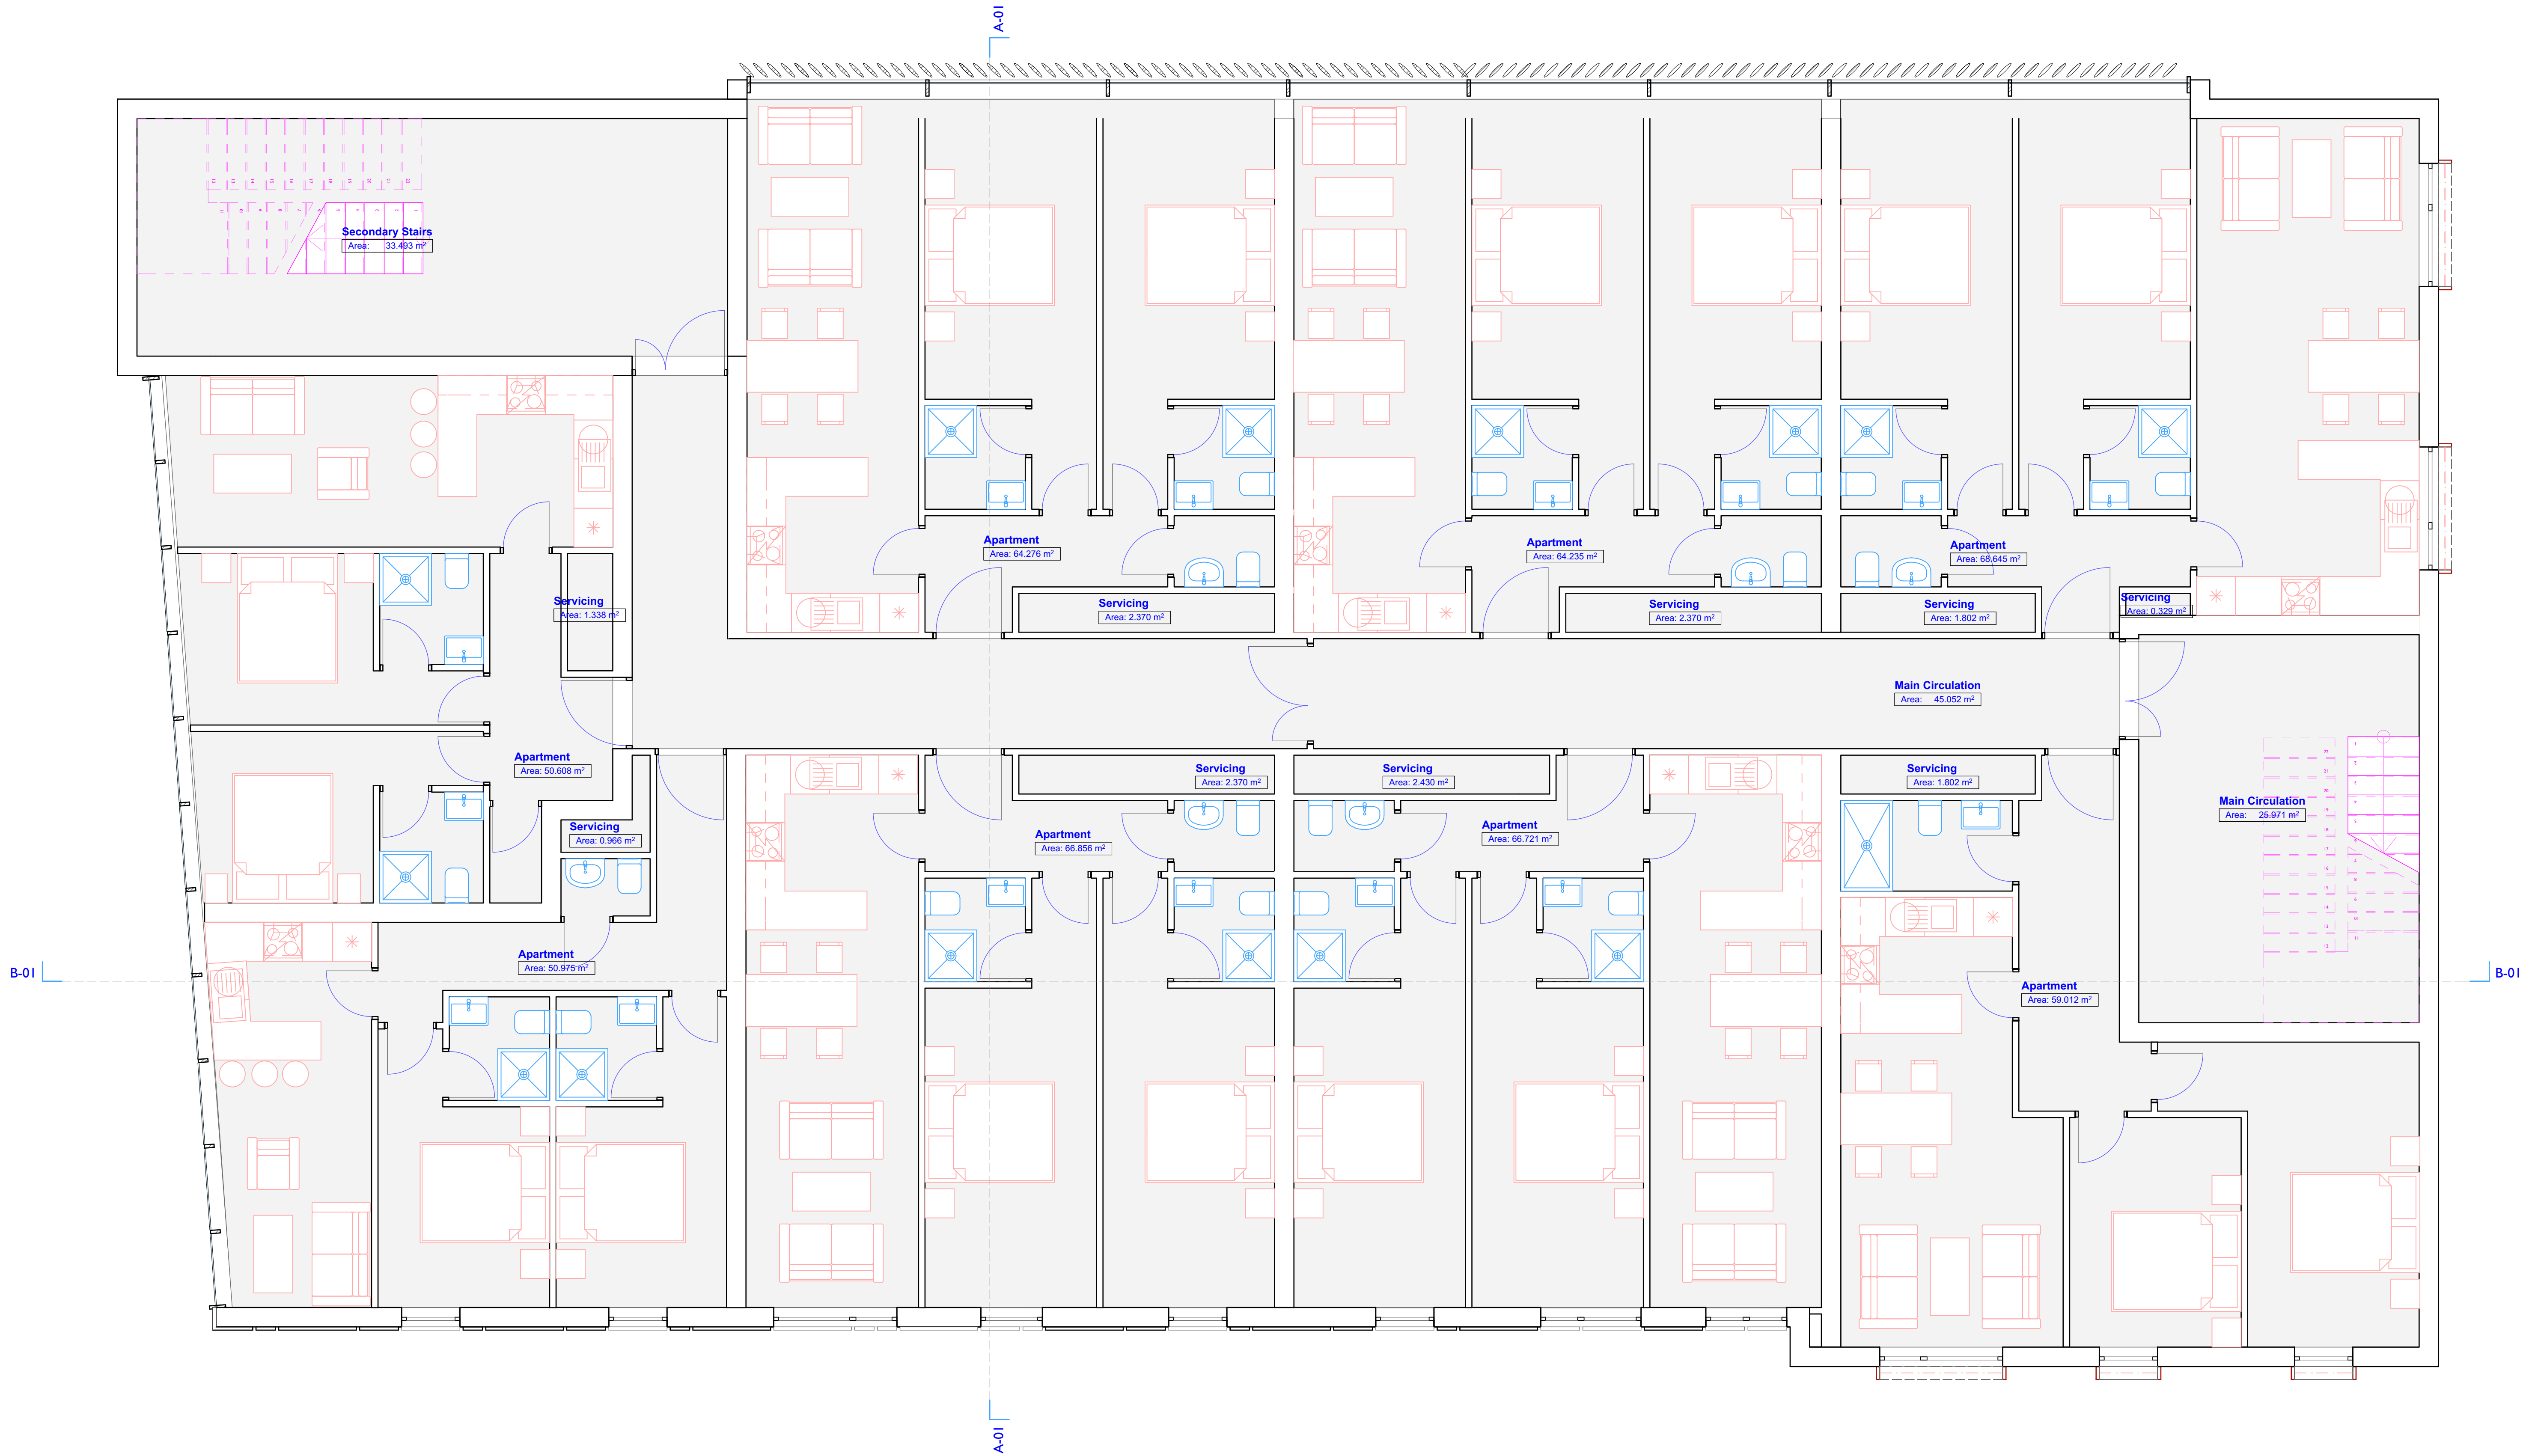 A-01
Secondary Stairs
Area: 33.493 m²
Apartment
Area: 64.276 m²
Apartment
Area: 64.235 m²
Apartment
Area: 68.645 m²
Servicing
Area: 1.338 m²
Servicing
Area: 2.370 m²
Servicing
Area: 2.370 m²
Servicing
Area: 1.802 m²
Servicing
Area: 0.329 m²
Main Circulation
Area: 45.052 m²
Apartment
Area: 50.608 m²
Servicing
Area: 2.370 m²
Servicing
Area: 2.430 m²
Servicing
Area: 1.802 m²
Main Circulation
Area: 25.971 m²
Servicing
Area: 0.966 m²
Apartment
Area: 66.856 m²
Apartment
Area: 66.721 m²
Apartment
Area: 50.975 m²
B-01
B-01
Apartment
Area: 59.012 m²
A-01